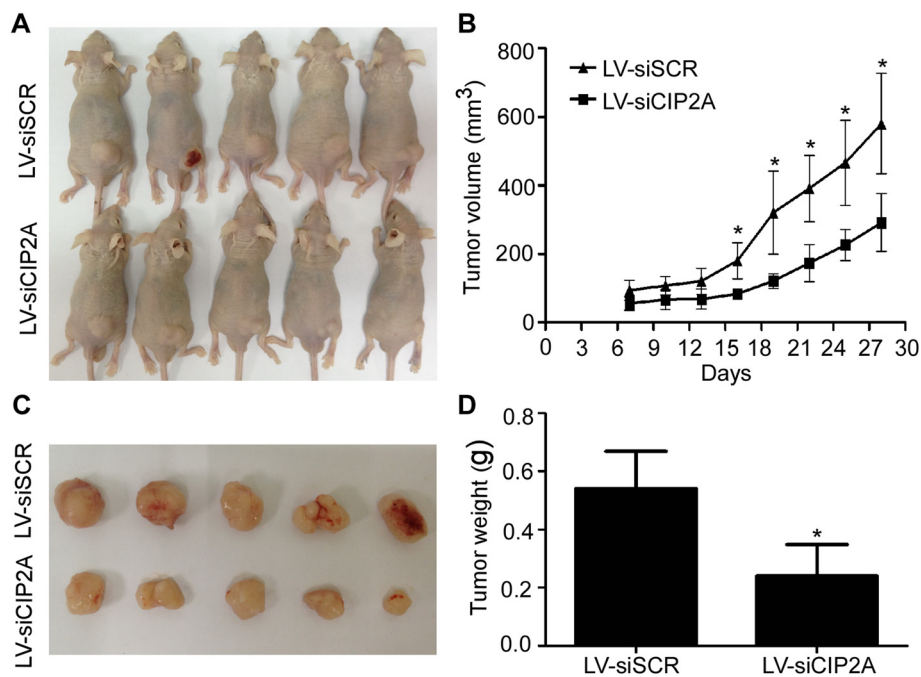 A
LV-siSCR
LV-siCIP2A
B
800
600
400
200
0
Tumor volume (mm³)
LV-siSCR
LV-siCIP2A
*
*
*
*
*
0 3 6 9 12 15 18 21 24 27 30
Days
C
LV-siSCR
LV-siCIP2A
D
0.8
0.6
0.4
0.2
0.0
Tumor weight (g)
*
LV-siSCR
LV-siCIP2A